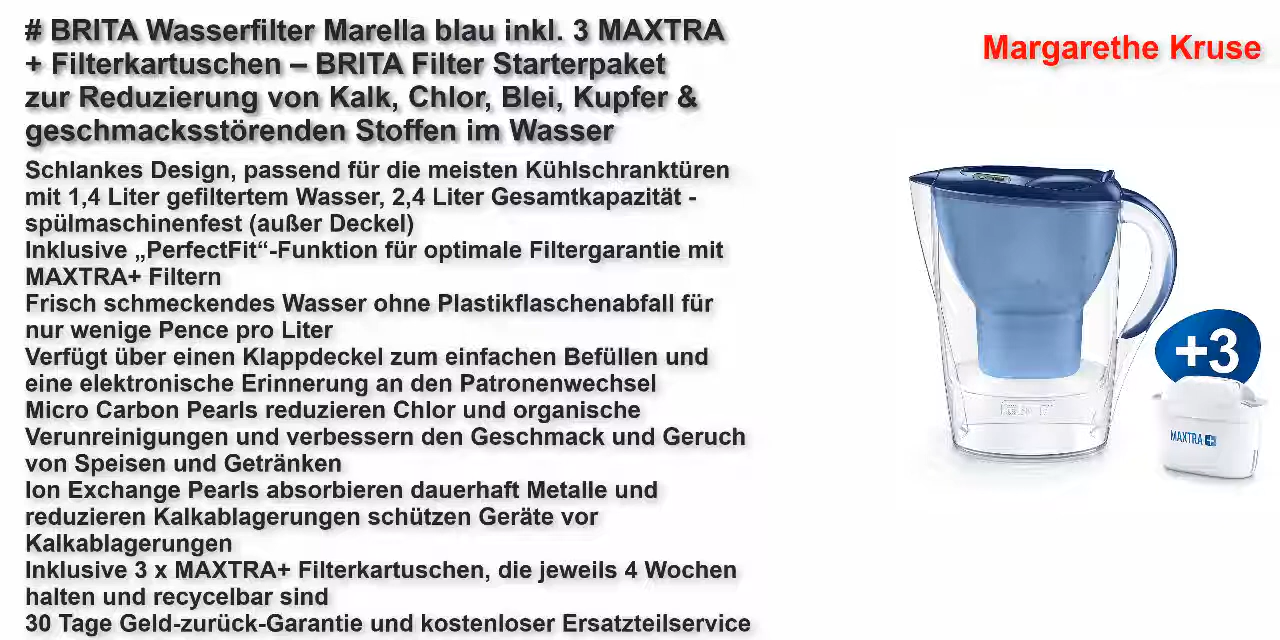 # BRITA Wasserfilter Marella blau inkl. 3 MAXTRA
+ Filterkartuschen – BRITA Filter Starterpaket
zur Reduzierung von Kalk, Chlor, Blei, Kupfer &
geschmacksstörenden Stoffen im Wasser
Schlankes Design, passend für die meisten Kühlschranktüren
mit 1,4 Liter gefiltertem Wasser, 2,4 Liter Gesamtkapazität -
spülmaschinenfest (außer Deckel)
Inklusive „PerfectFit“-Funktion für optimale Filtergarantie mit
MAXTRA+ Filtern
Frisch schmeckendes Wasser ohne Plastikflaschenabfall für
nur wenige Pence pro Liter
Verfügt über einen Klappdeckel zum einfachen Befüllen und
eine elektronische Erinnerung an den Patronenwechsel
Micro Carbon Pearls reduzieren Chlor und organische
Verunreinigungen und verbessern den Geschmack und Geruch
von Speisen und Getränken
Ion Exchange Pearls absorbieren dauerhaft Metalle und
reduzieren Kalkablagerungen schützen Geräte vor
Kalkablagerungen
Inklusive 3 x MAXTRA+ Filterkartuschen, die jeweils 4 Wochen
halten und recycelbar sind
30 Tage Geld-zurück-Garantie und kostenloser Ersatzteilservice
Margarethe Kruse
+3
MAXTRA+